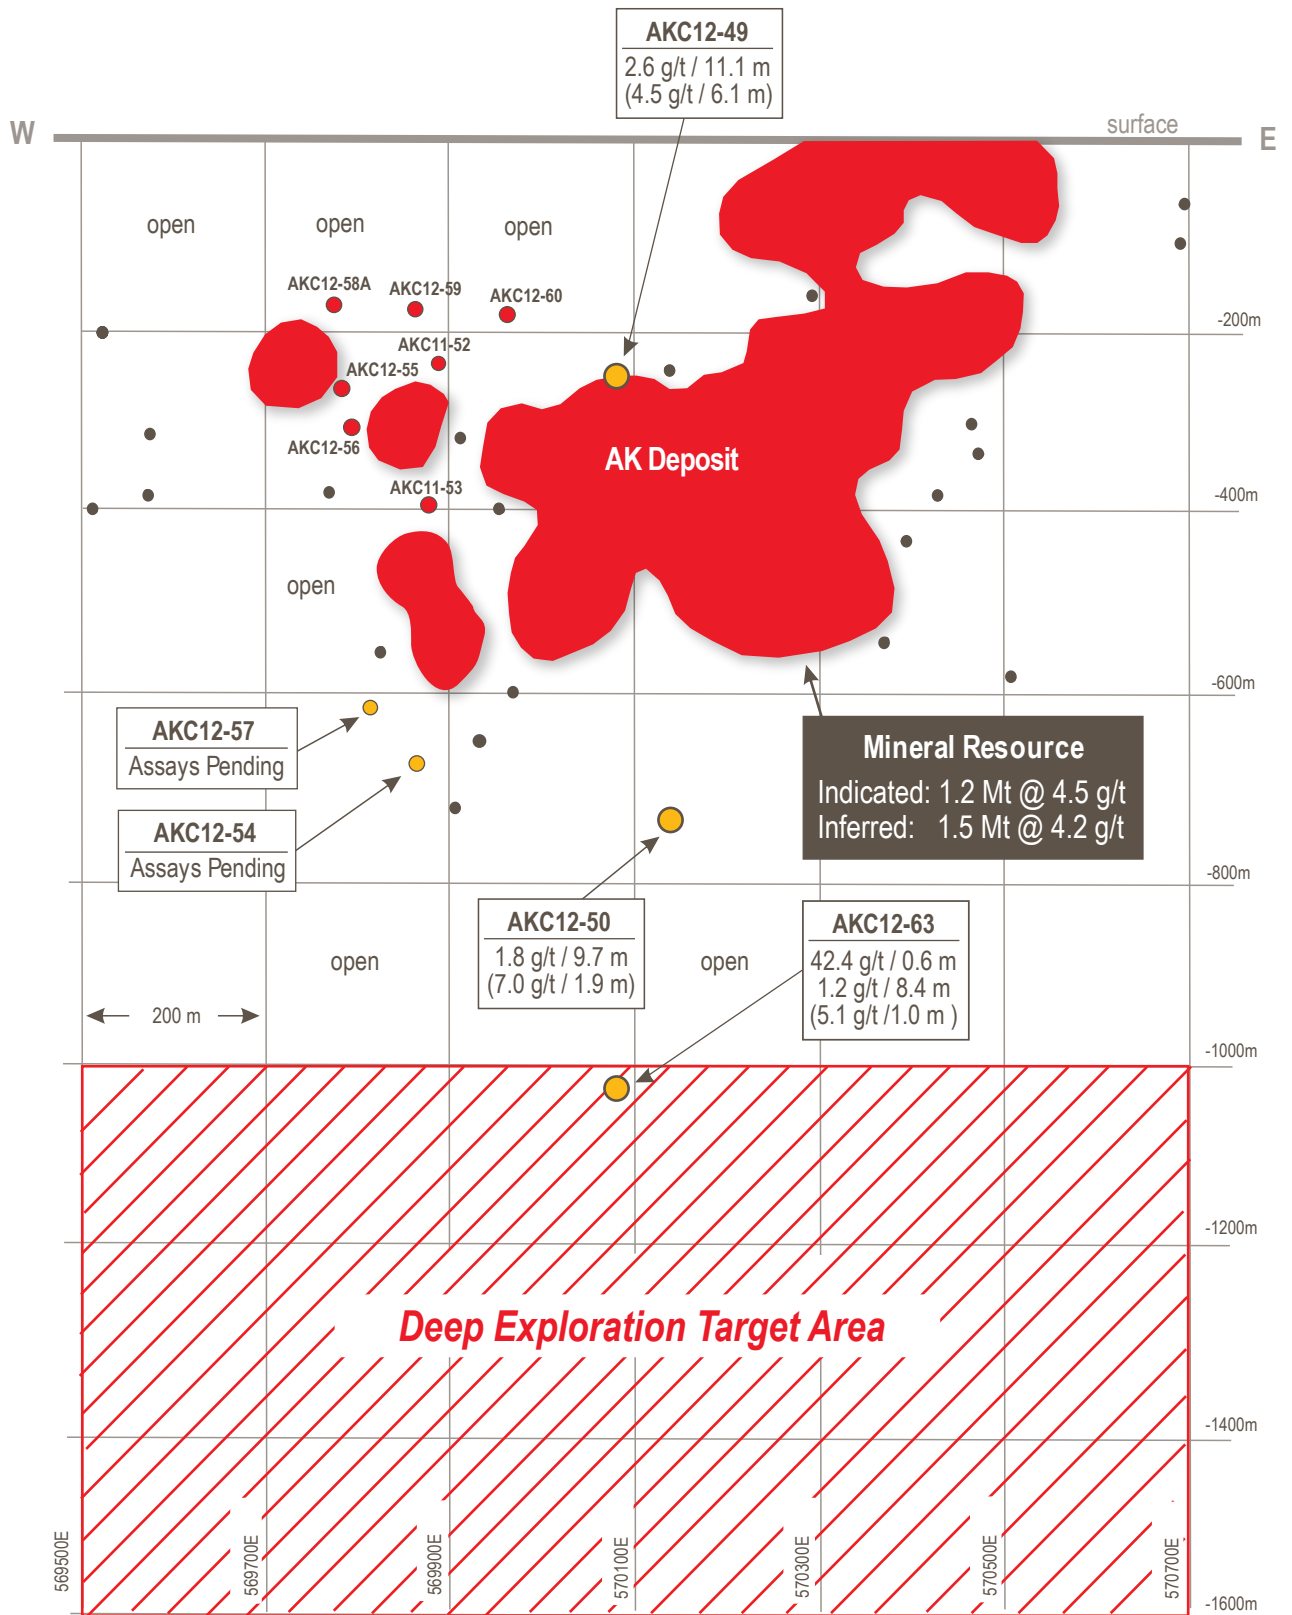 AKC12-49
2.6 g/t / 11.1 m
(4.5 g/t / 6.1 m)
W
surface
E
open
open
open
AKC12-58A
AKC12-59
AKC12-60
-200m
AKC11-52
AKC12-55
AKC12-56
AK Deposit
AKC11-53
-400m
open
-600m
AKC12-57
Assays Pending
Mineral Resource
Indicated: 1.2 Mt @ 4.5 g/t
Inferred: 1.5 Mt @ 4.2 g/t
AKC12-54
Assays Pending
-800m
AKC12-50
1.8 g/t / 9.7 m
(7.0 g/t / 1.9 m)
AKC12-63
42.4 g/t / 0.6 m
1.2 g/t / 8.4 m
(5.1 g/t /1.0 m )
open
open
200 m
-1000m
-1200m
Deep Exploration Target Area
-1400m
569500E
569700E
569900E
570100E
570300E
570500E
570700E
-1600m